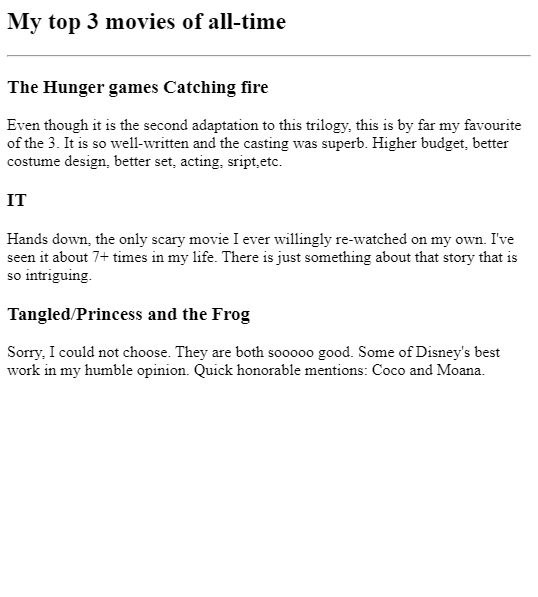 My top 3 movies of all-time
The Hunger games Catching fire
Even though it is the second adaptation to this trilogy, this is by far my favourite
of the 3. It is so well-written and the casting was superb. Higher budget, better
costume design, better set, acting, sript,etc.
IT
Hands down, the only scary movie I ever willingly re-watched on my own. I've
seen it about 7+ times in my life. There is just something about that story that is
so intriguing.
Tangled/Princess and the Frog
Sorry, I could not choose. They are both sooooo good. Some of Disney's best
work in my humble opinion. Quick honorable mentions: Coco and Moana.